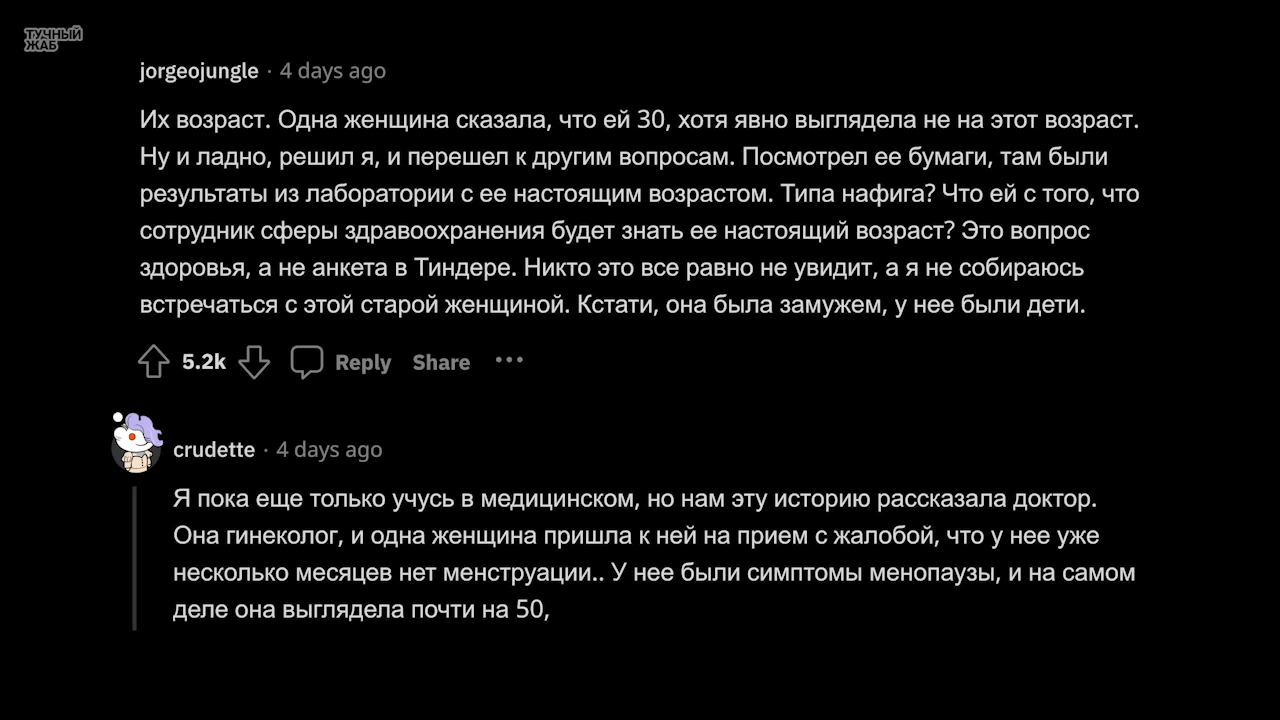 ТУЧНЫЙ
ЖАБ
jorgeojungle · 4 days ago
Их возраст. Одна женщина сказала, что ей 30, хотя явно выглядела не на этот возраст.
Ну и ладно, решил я, и перешел к другим вопросам. Посмотрел ее бумаги, там были
результаты из лаборатории с ее настоящим возрастом. Типа нафига? Что ей с того, что
сотрудник сферы здравоохранения будет знать ее настоящий возраст? Это вопрос
здоровья, а не анкета в Тиндере. Никто это все равно не увидит, а я не собираюсь
встречаться с этой старой женщиной. Кстати, она была замужем, у нее были дети.
5.2k Reply Share
crudette · 4 days ago
Я пока еще только учусь в медицинском, но нам эту историю рассказала доктор.
Она гинеколог, и одна женщина пришла к ней на прием с жалобой, что у нее уже
несколько месяцев нет менструации.. У нее были симптомы менопаузы, и на самом
деле она выглядела почти на 50,